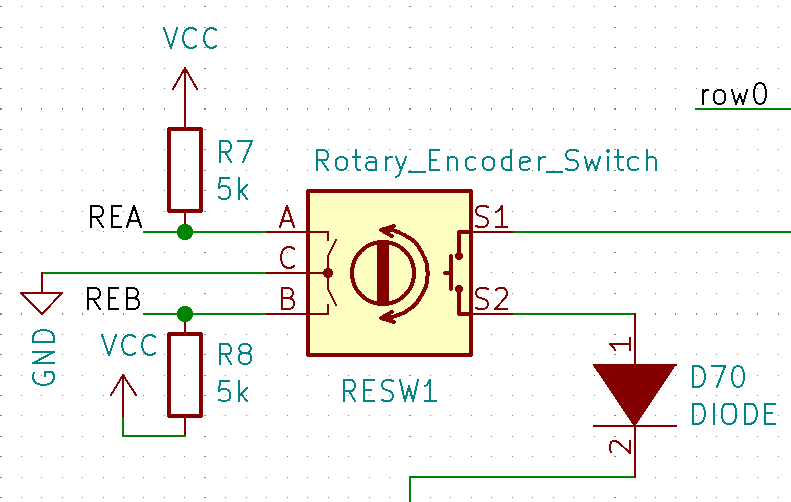 VCC
row0
R7
5k
Rotary_Encoder_Switch
REA
A
S1
C
REB
B
S2
GND
VCC
R8
5k
RESW1
1
D70
DIODE
2